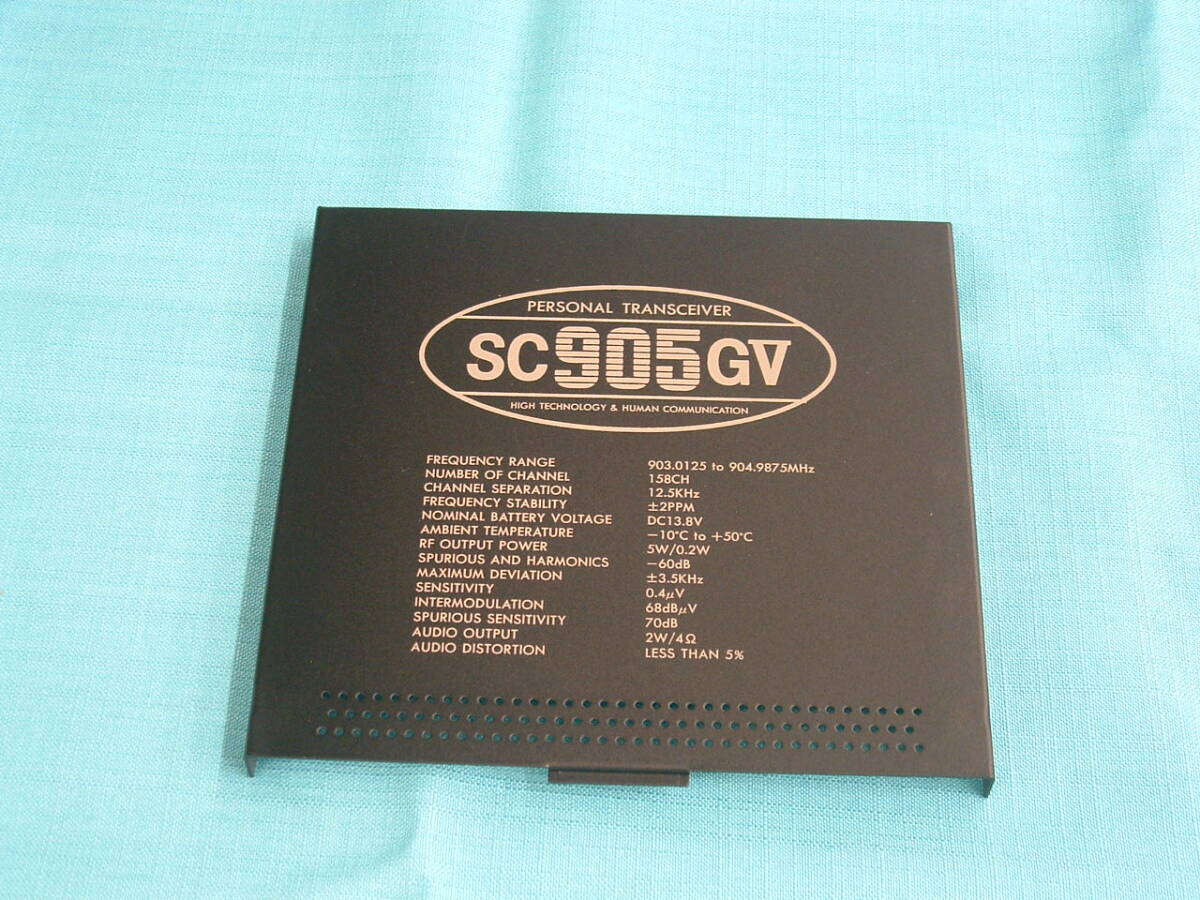 PERSONAL TRANSCEIVER
SC905GV
HIGH TECHNOLOGY & HUMAN COMMUNICATION
FREQUENCY RANGE 903.0125 to 904.9875MHz
NUMBER OF CHANNEL 158CH
CHANNEL SEPARATION 12.5KHz
FREQUENCY STABILITY ±2PPM
NOMINAL BATTERY VOLTAGE DC13.8V
AMBIENT TEMPERATURE −10°C to +50°C
RF OUTPUT POWER 5W/0.2W
SPURIOUS AND HARMONICS −60dB
MAXIMUM DEVIATION ±3.5KHz
SENSITIVITY 0.4μV
INTERMODULATION 68dBμV
SPURIOUS SENSITIVITY 70dB
AUDIO OUTPUT 2W/4Ω
AUDIO DISTORTION LESS THAN 5%